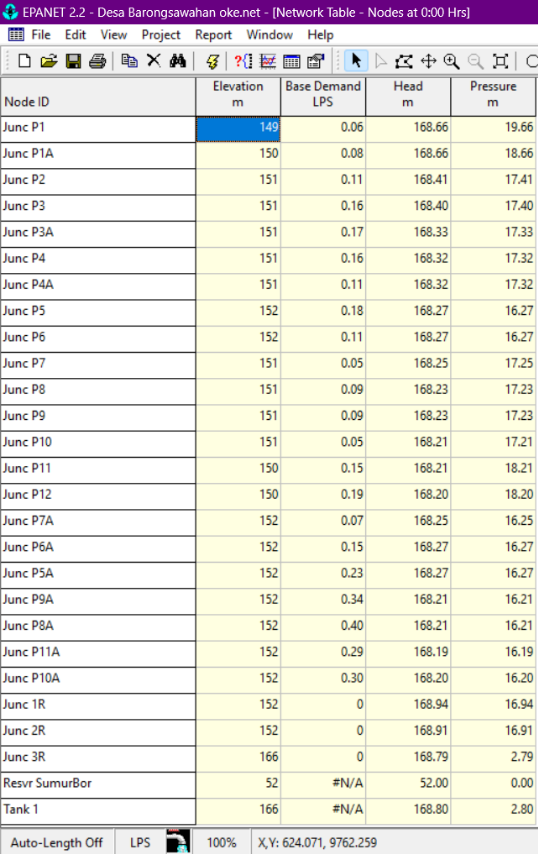 EPANET 2.2 - Desa Barongsawahan oke.net - [Network Table - Nodes at 0:00 Hrs]
File Edit View Project Report Window Help
Node ID Elevation m Base Demand LPS Head m Pressure m
Junc P1 149 0.06 168.66 19.66
Junc P1A 150 0.08 168.66 18.66
Junc P2 151 0.11 168.41 17.41
Junc P3 151 0.16 168.40 17.40
Junc P3A 151 0.17 168.33 17.33
Junc P4 151 0.16 168.32 17.32
Junc P4A 151 0.11 168.32 17.32
Junc P5 152 0.18 168.27 16.27
Junc P6 152 0.11 168.27 16.27
Junc P7 151 0.05 168.25 17.25
Junc P8 151 0.09 168.23 17.23
Junc P9 151 0.09 168.23 17.23
Junc P10 151 0.05 168.21 17.21
Junc P11 150 0.15 168.21 18.21
Junc P12 150 0.19 168.20 18.20
Junc P7A 152 0.07 168.25 16.25
Junc P6A 152 0.15 168.27 16.27
Junc P5A 152 0.23 168.27 16.27
Junc P9A 152 0.34 168.21 16.21
Junc P8A 152 0.40 168.21 16.21
Junc P11A 152 0.29 168.19 16.19
Junc P10A 152 0.30 168.20 16.20
Junc 1R 152 0 168.94 16.94
Junc 2R 152 0 168.91 16.91
Junc 3R 166 0 168.79 2.79
Resvr SumurBor 52 #N/A 52.00 0.00
Tank 1 166 #N/A 168.80 2.80
Auto-Length Off LPS 100% X,Y: 624.071, 9762.259